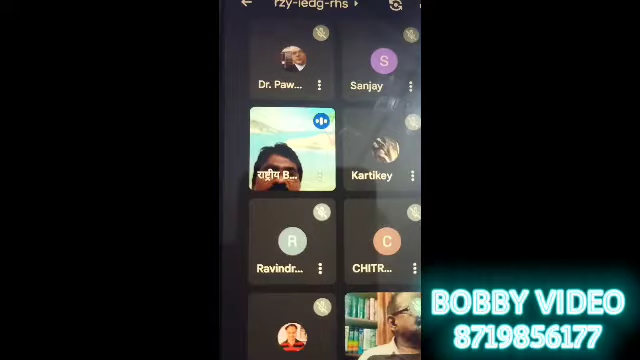 rzy-iedg-rhs
Dr. Paw...
Sanjay
S
राष्ट्रीय B...
Kartikey
R
C
Ravindr...
CHITR...
BOBBY VIDEO
8719856177